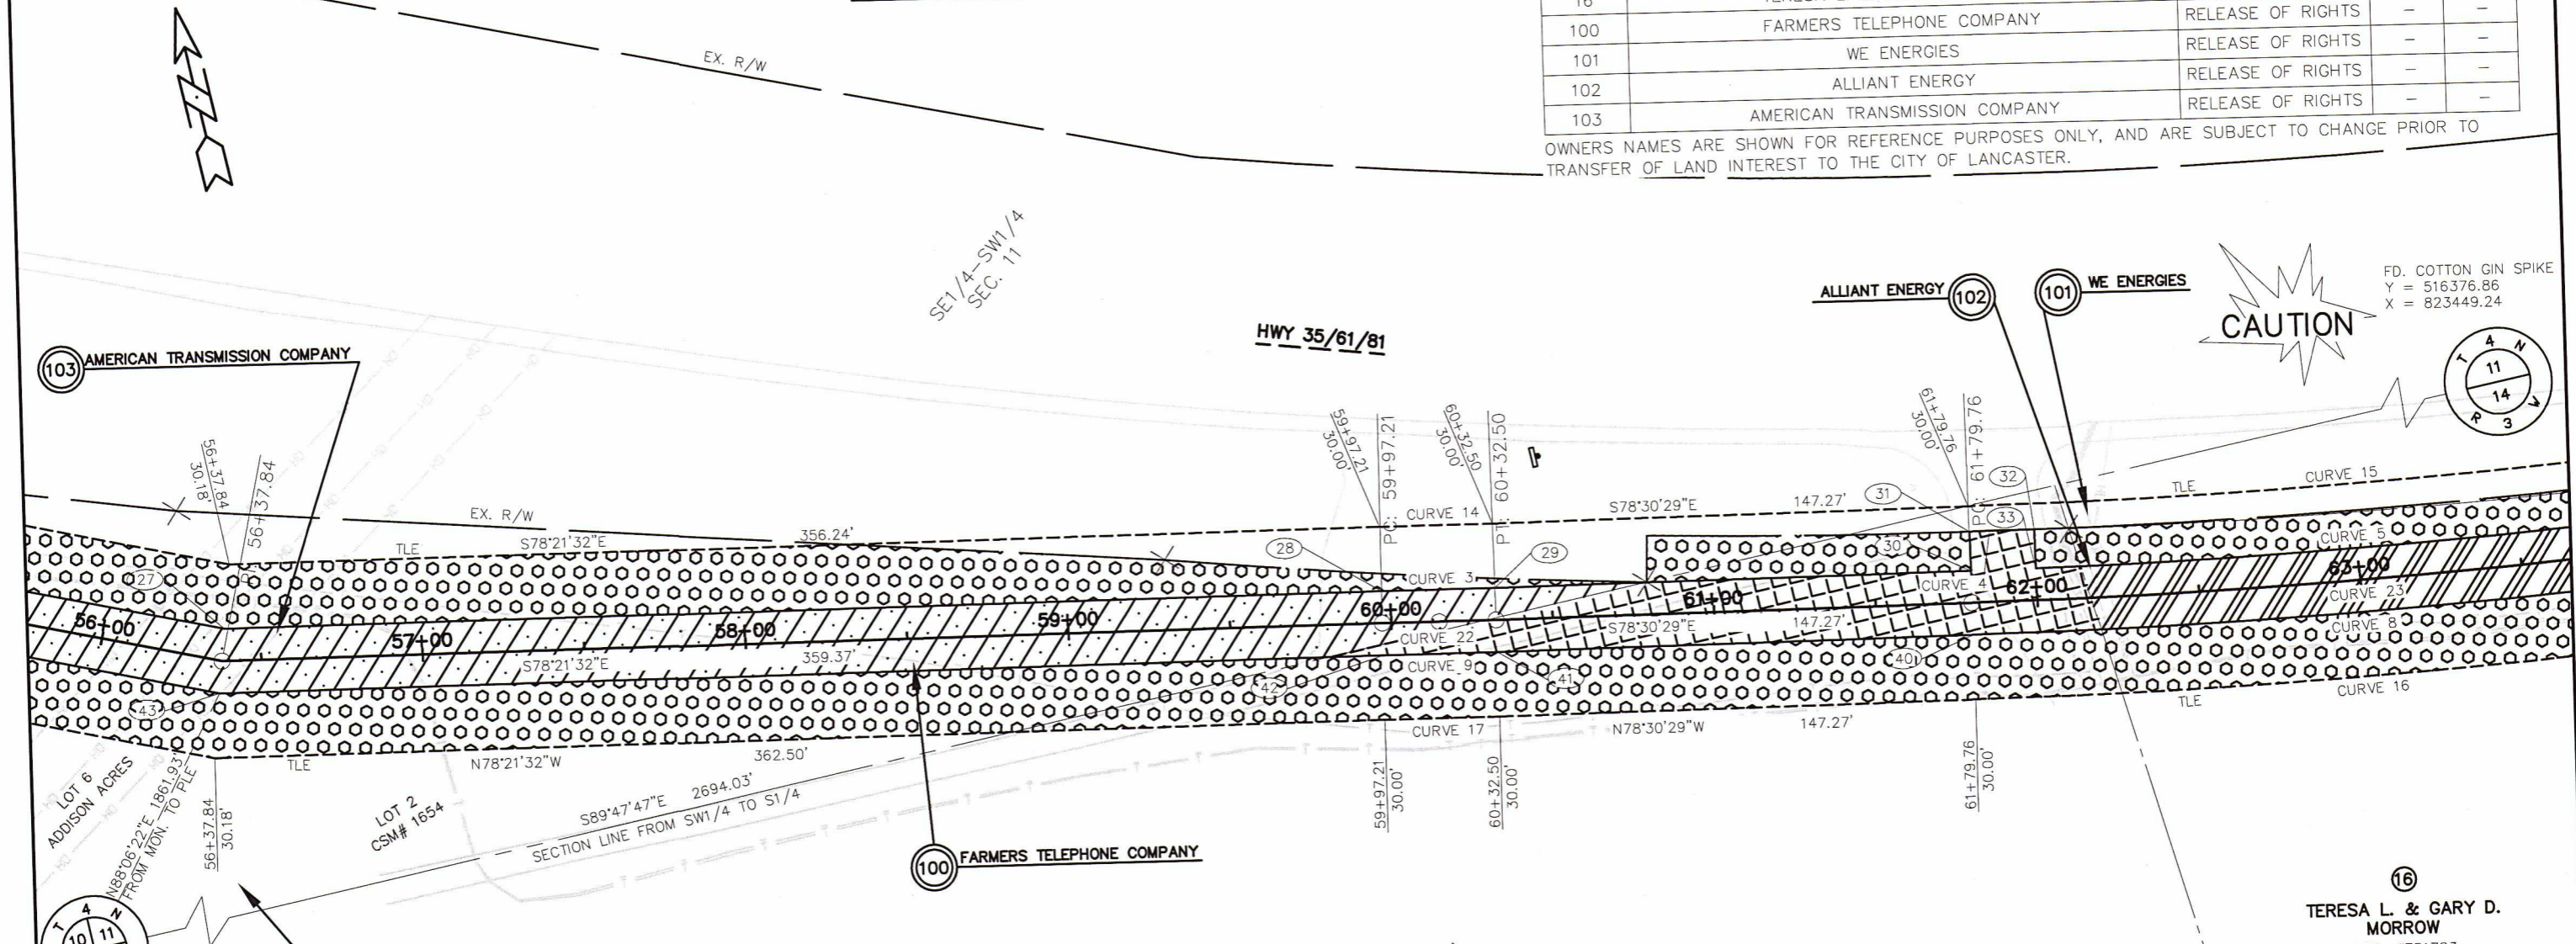 16
100 FARMERS TELEPHONE COMPANY RELEASE OF RIGHTS - -
101 WE ENERGIES RELEASE OF RIGHTS - -
102 ALLIANT ENERGY RELEASE OF RIGHTS - -
103 AMERICAN TRANSMISSION COMPANY RELEASE OF RIGHTS - -
OWNERS NAMES ARE SHOWN FOR REFERENCE PURPOSES ONLY, AND ARE SUBJECT TO CHANGE PRIOR TO
TRANSFER OF LAND INTEREST TO THE CITY OF LANCASTER.
EX. R/W
SE1/4-SW1/4
SEC. 11
HWY 35/61/81
ALLIANT ENERGY
102
101
WE ENERGIES
CAUTION
FD. COTTON GIN SPIKE
Y = 516376.86
X = 823449.24
T 4 N
11
14
R 3 W
103
AMERICAN TRANSMISSION COMPANY
56+37.84
30.18'
56+37.84
59+97.21
30.00'
PC: 59+97.21
60+32.50
30.00'
PT: 60+32.50
61+79.76
30.00'
PC: 61+79.76
EX. R/W
TLE
S78°21'32"E
356.24'
CURVE 14
S78°30'29"E
147.27'
31
32
33
TLE
CURVE 15
27
28
29
30
CURVE 3
CURVE 4
CURVE 5
56+00
57+00
58+00
59+00
60+00
61+00
62+00
63+00
S78°21'32"E
359.37'
CURVE 22
S78°30'29"E
147.27'
CURVE 23
CURVE 8
CURVE 9
43
42
41
40
TLE
N78°21'32"W
362.50'
CURVE 17
N78°30'29"W
147.27'
TLE
CURVE 16
LOT 6
ADDISON ACRES
N88°06'22"E 1861.93'
FROM MON. TO PLE
56+37.84
30.18'
LOT 2
CSM# 1654
S89°47'47"E 2694.03'
SECTION LINE FROM SW1/4 TO S1/4
59+97.21
30.00'
60+32.50
30.00'
61+79.76
30.00'
100
FARMERS TELEPHONE COMPANY
T 4 N
10 11
16
TERESA L. & GARY D.
MORROW